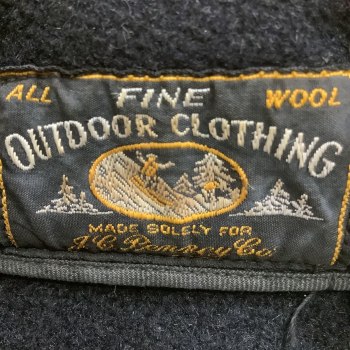 ALL FINE WOOL
OUTDOOR CLOTHING
MADE SOLELY FOR
J.C. Penney Co